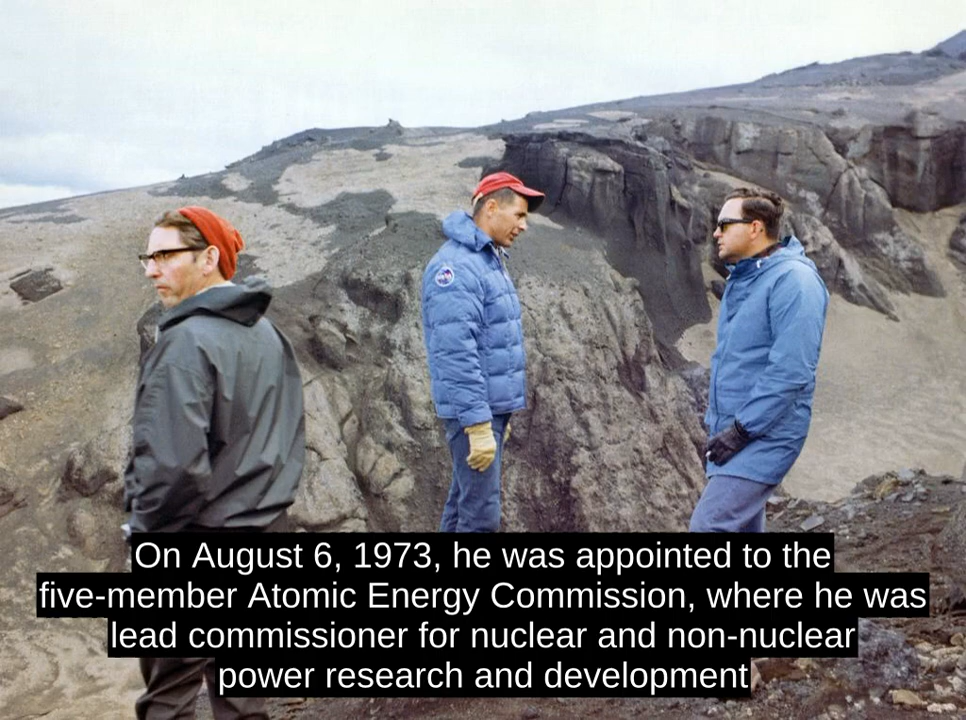 On August 6, 1973, he was appointed to the
five-member Atomic Energy Commission, where he was
lead commissioner for nuclear and non-nuclear
power research and development